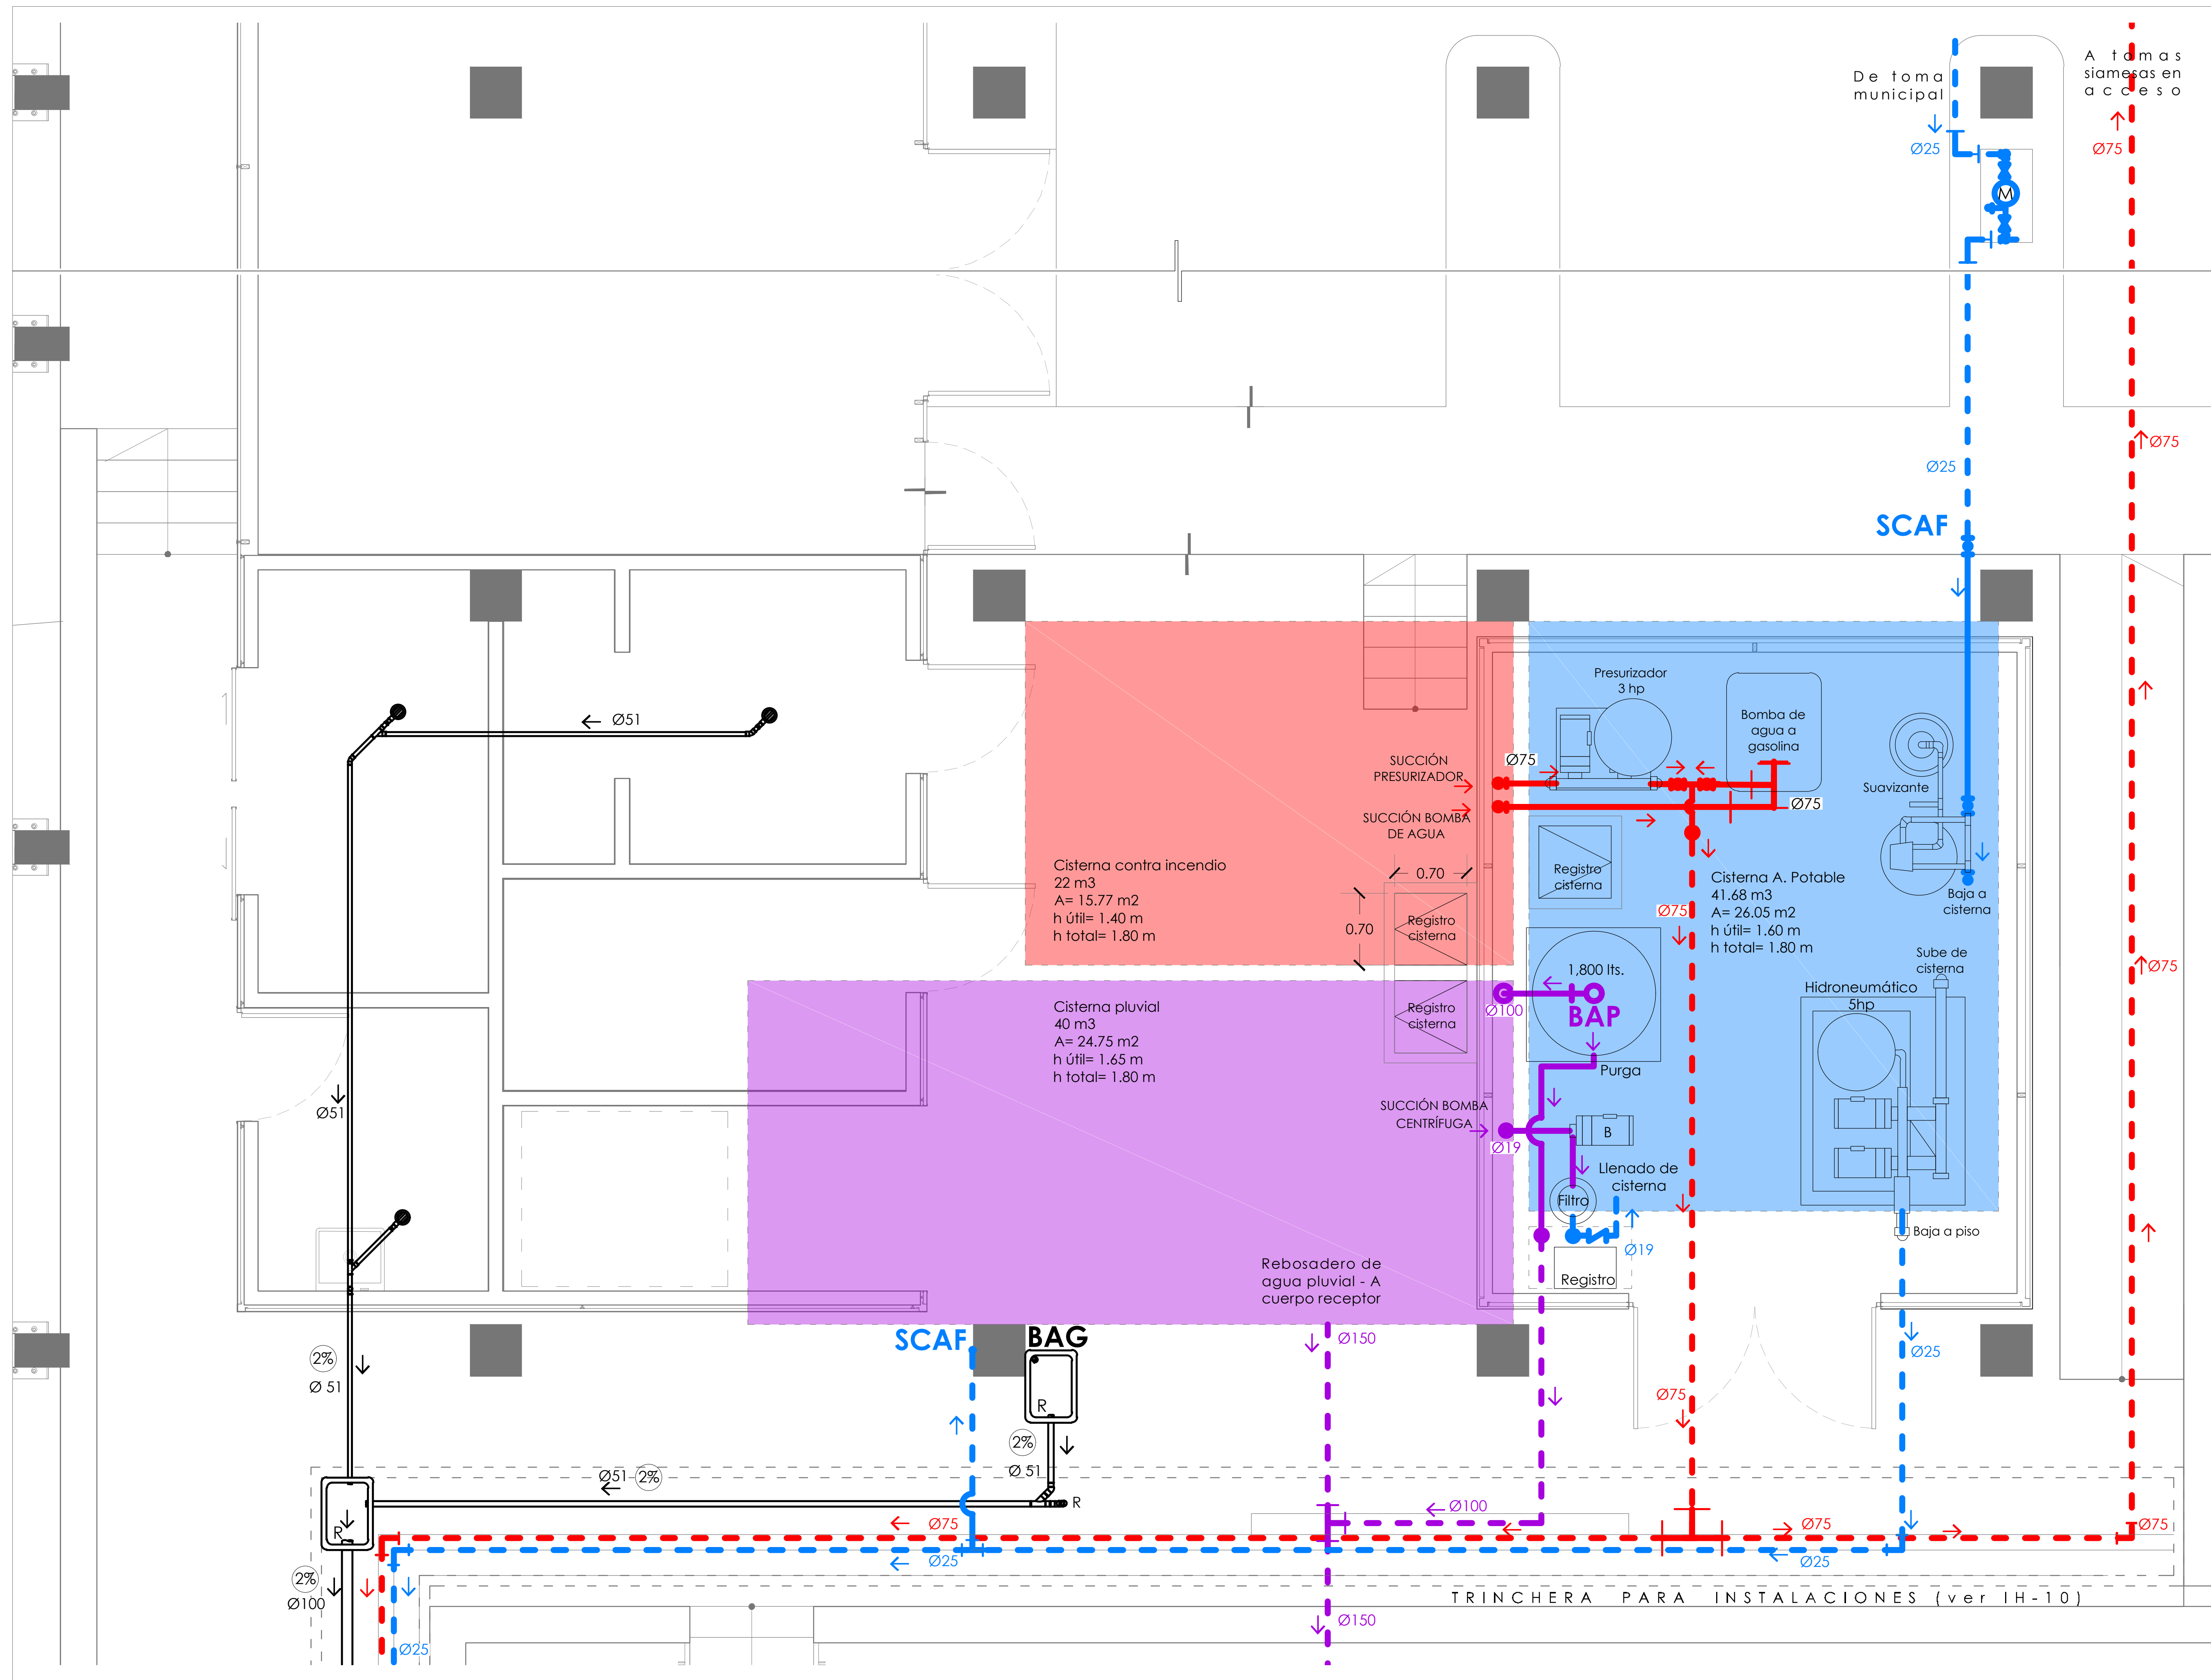 De toma
municipal
A tomas
siamesas en
acceso
Ø25
Ø75
M
Ø75
Ø25
SCAF
Ø51
Presurizador
3 hp
Bomba de
agua a
gasolina
SUCCIÓN
PRESURIZADOR
Ø75
Suavizante
Ø75
SUCCIÓN BOMBA
DE AGUA
Cisterna contra incendio
22 m3
A= 15.77 m2
h útil= 1.40 m
h total= 1.80 m
0.70
0.70
Registro
cisterna
Registro
cisterna
Cisterna A. Potable
41.68 m3
A= 26.05 m2
h útil= 1.60 m
h total= 1.80 m
Baja a
cisterna
Ø75
Sube de
cisterna
Ø75
1,800 lts.
Hidroneumático
5hp
Cisterna pluvial
40 m3
A= 24.75 m2
h útil= 1.65 m
h total= 1.80 m
Registro
cisterna
Ø100
BAP
Purga
Ø51
SUCCIÓN BOMBA
CENTRÍFUGA
Ø19
B
Llenado de
cisterna
Filtro
Baja a piso
Ø19
Registro
Rebosadero de
agua pluvial - A
cuerpo receptor
SCAF
BAG
Ø150
Ø25
2%
Ø 51
R
Ø75
2%
Ø 51
Ø51
2%
R
Ø100
R
Ø75
Ø75
Ø75
Ø25
Ø25
2%
Ø100
TRINCHERA PARA INSTALACIONES (ver IH-10)
Ø150
Ø25